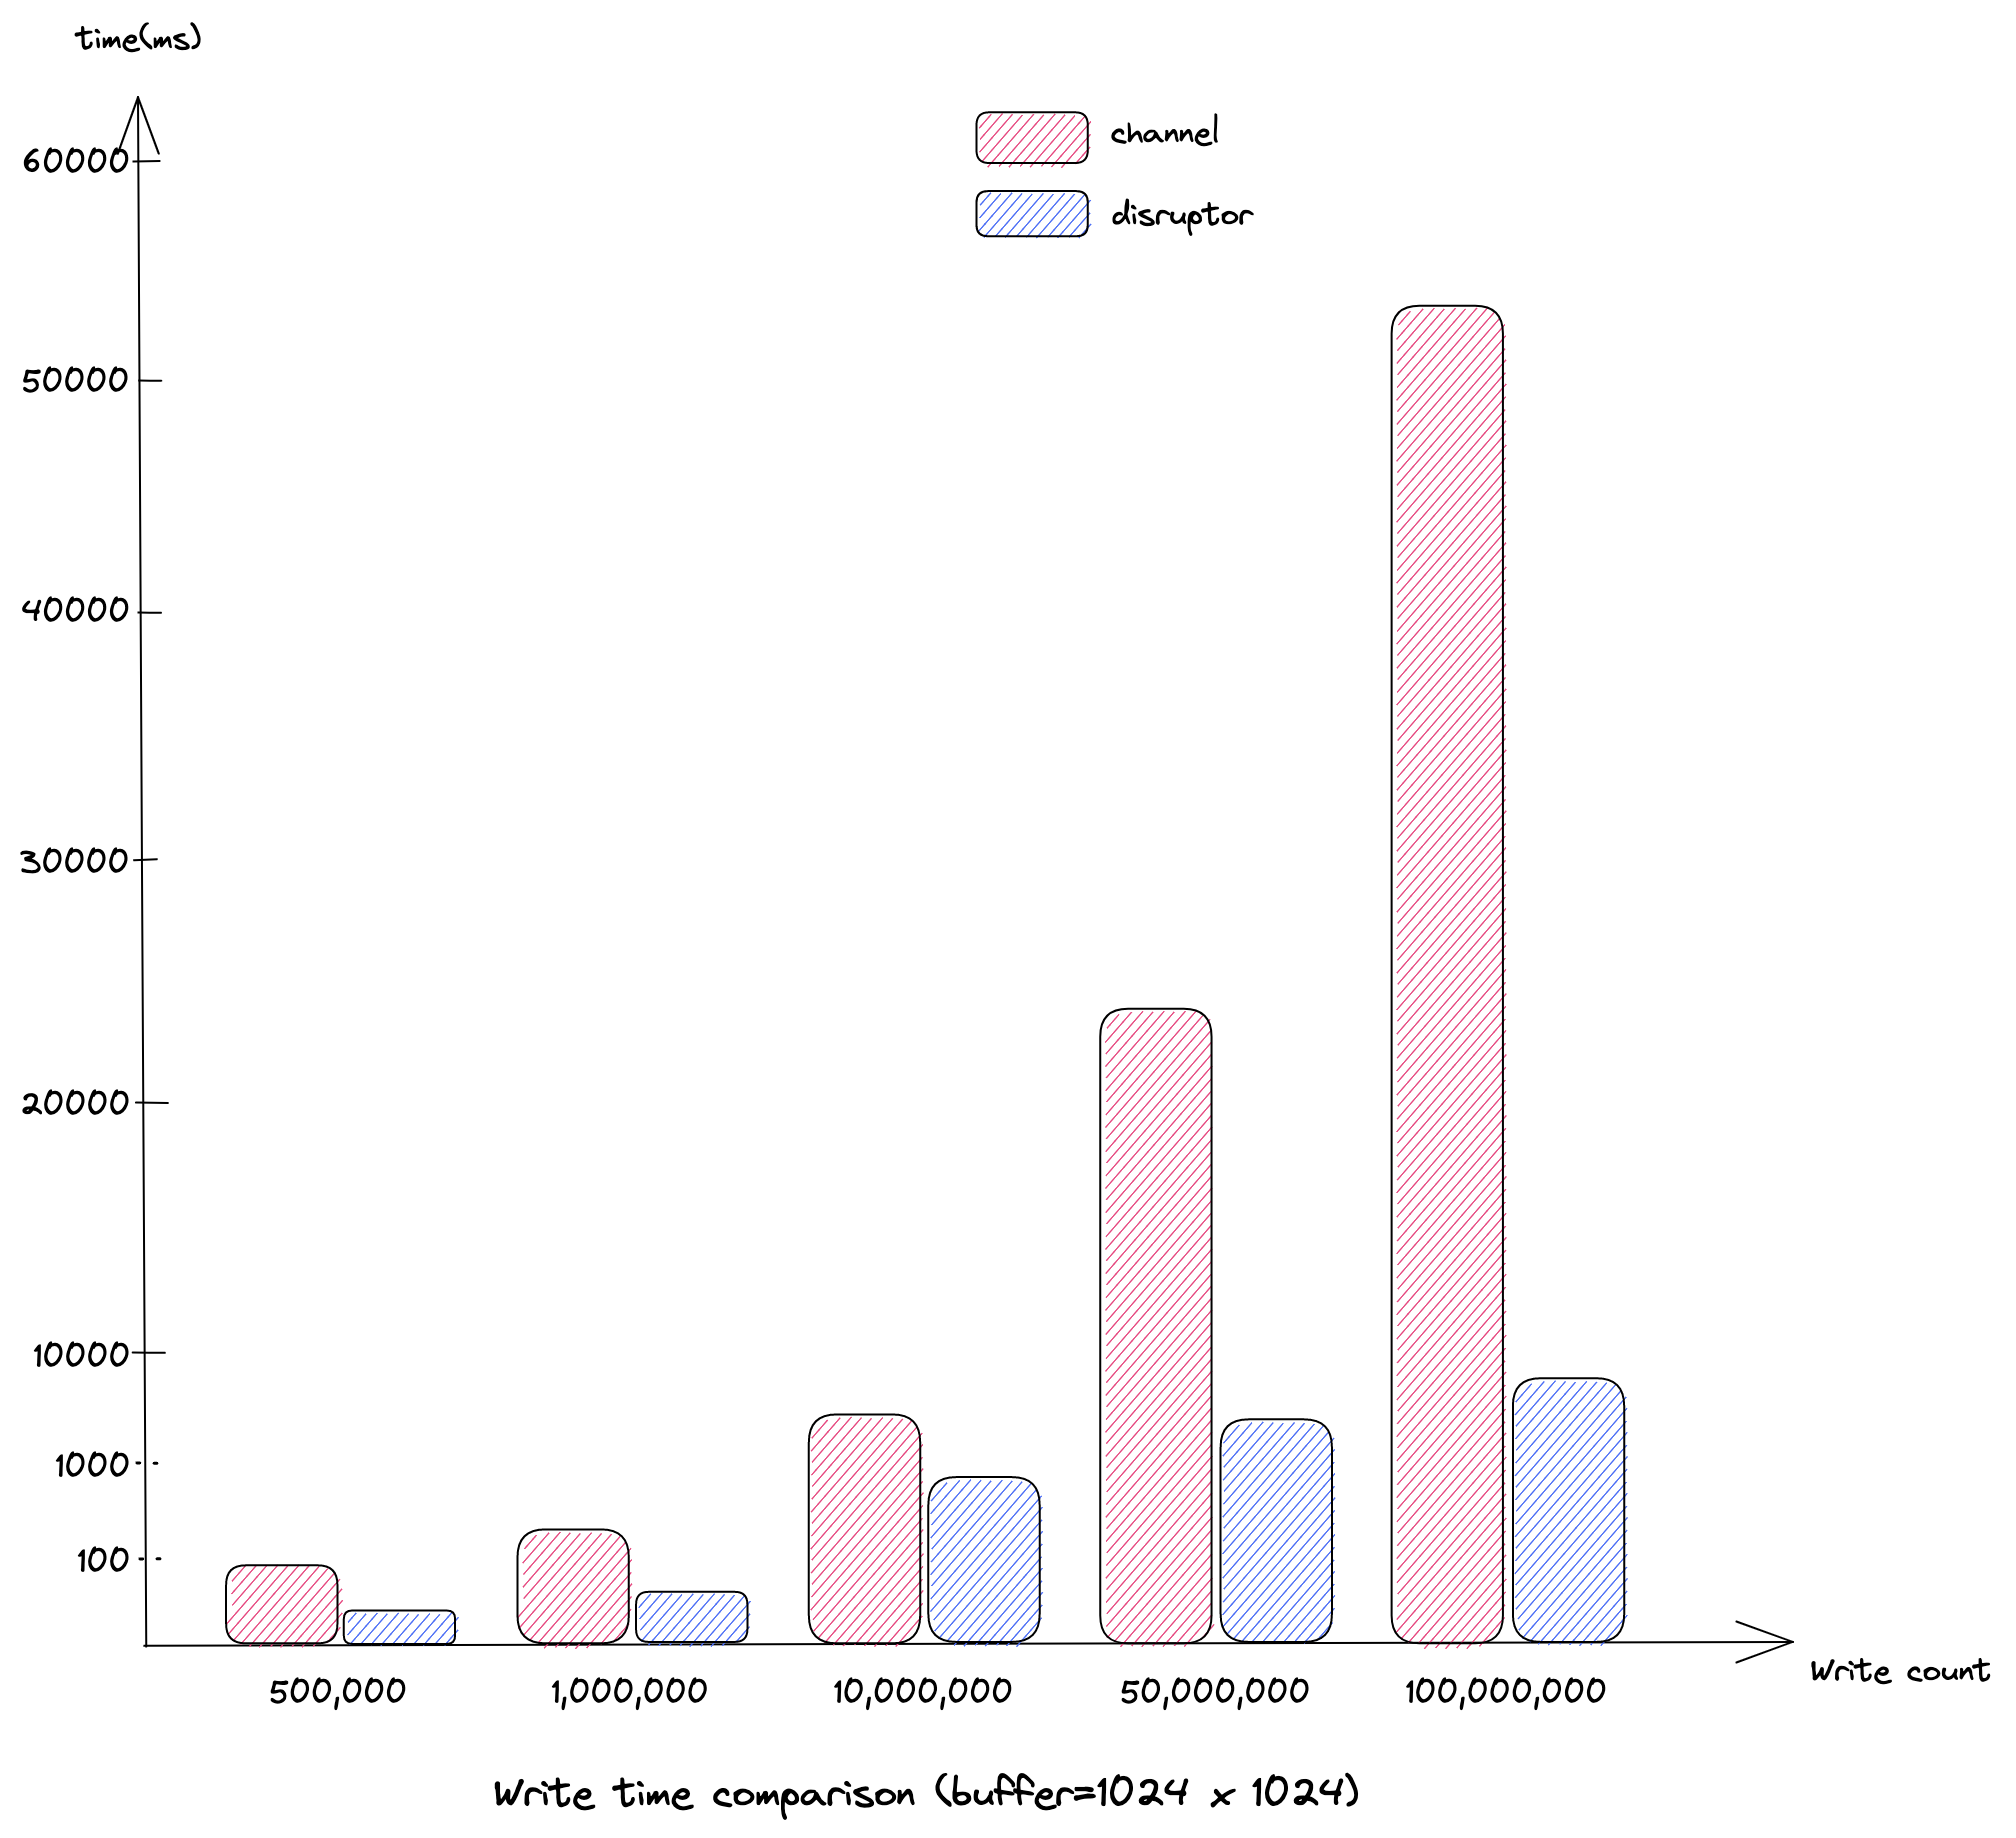 time(ms)
channel
disruptor
60000
50000
40000
30000
20000
10000
1000
100
500,000
1,000,000
10,000,000
50,000,000
100,000,000
Write count
Write time comparison (buffer=1024 x 1024)